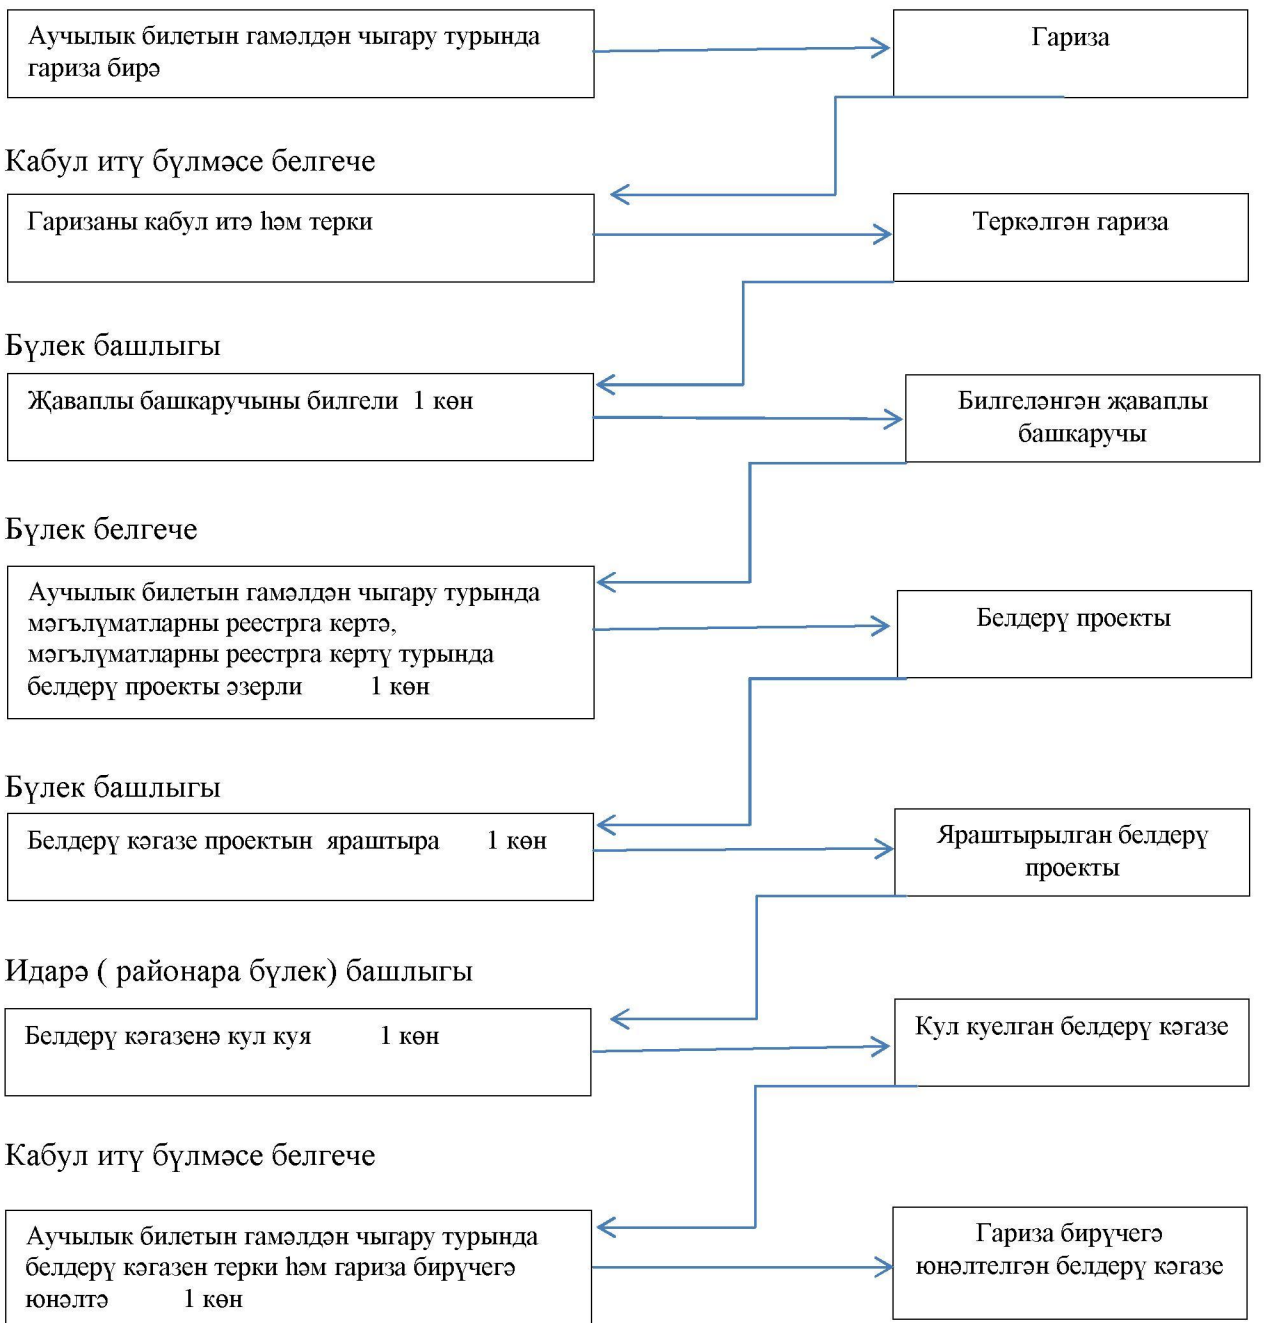 Аучылык билетын гамәлдән чыгару турында
гариза бирә
Гариза
Кабул итү бүлмәсе белгече
Гаризаны кабул итә һәм терки
Теркәлгән гариза
Бүлек башлыгы
Җаваплы башкаручыны билгели 1 көн
Билгеләнгән җаваплы
башкаручы
Бүлек белгече
Аучылык билетын гамәлдән чыгару турында
мәгълүматларны реестрга кертә,
мәгълүматларны реестрга кертү турында
белдерү проекты әзерли 1 көн
Белдерү проекты
Бүлек башлыгы
Белдерү кәгазе проектын яраштыра 1 көн
Яраштырылган белдерү
проекты
Идарә ( районара бүлек) башлыгы
Белдерү кәгазенә кул куя 1 көн
Кул куелган белдерү кәгазе
Кабул итү бүлмәсе белгече
Аучылык билетын гамәлдән чыгару турында
белдерү кәгазен терки һәм гариза бирүчегә
юнәлтә 1 көн
Гариза бирүчегә
юнәлтелгән белдерү кәгазе